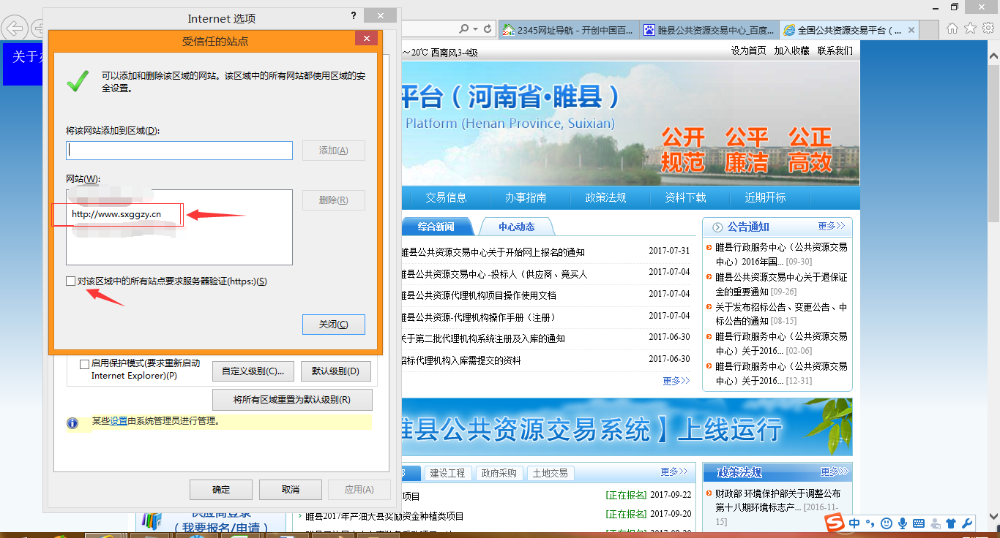 Internet 选项
?
受信任的站点
可以添加和删除该区域的网站。该区域中的所有网站都使用区域的安
全设置。
将该网站添加到区域(D):
添加(A)
网站(W):
删除(R)
http://www.sxggzy.cn
对该区域中的所有站点要求服务器验证(https:)(S)
关闭(C)
启用保护模式(要求重新启动
Internet Explorer)(P)
自定义级别(C)...
默认级别(D)
将所有区域重置为默认级别(R)
某些设置由系统管理员进行管理。
确定
取消
应用(A)
关于
2345网址导航 - 开创中国百...
睢县公共资源交易中心_百度...
全国公共资源交易平台（...
～20℃ 西南风3-4级
设为首页 加入收藏 联系我们
平台（河南省·睢县）
Platform (Henan Province, Suixian)
公开 公平 公正
规范 廉洁 高效
交易信息
办事指南
政策法规
资料下载
近期开标
综合新闻
中心动态
睢县公共资源交易中心关于开始网上报名的通知 2017-07-31
睢县公共资源交易中心 -投标人（供应商、竞买人 2017-07-04
睢县公共资源代理机构项目操作使用文档 2017-07-04
睢县公共资源-代理机构操作手册（注册） 2017-07-04
关于第二批代理机构系统注册及入库的通知 2017-06-30
招标代理机构入库需提交的资料 2017-06-30
更多>>
公告通知
更多>>
睢县行政服务中心（公共资源交易
中心）2016年国... [09-30]
睢县公共资源交易中心关于退保证
金的重要通知 [09-26]
关于发布招标公告、变更公告、中
标公告的通知 [08-15]
睢县行政服务中心（公共资源交易
中心）关于2016... [02-06]
睢县行政服务中心（公共资源交易
中心）关于2016... [12-31]
睢县公共资源交易系统】上线运行
建设工程
政府采购
土地交易
更多>>
项目 [正在报名] 2017-09-22
睢县2017年产油大县奖励资金种植类项目 [正在报名] 2017-09-20
政策法规
更多>>
财政部 环境保护部关于调整公布
第十八期环境标志产... [2016-11-
15]
供应商登录
（我要报名/申请）
中